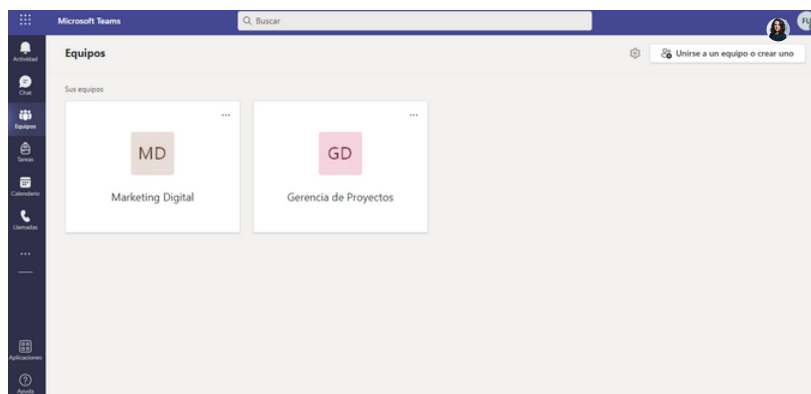 Microsoft Teams
Buscar
FU
Actividad
Chat
Equipos
Tareas
Calendario
Llamadas
...
Aplicaciones
Ayuda
Equipos
Unirse a un equipo o crear uno
Sus equipos
...
...
MD
GD
Marketing Digital
Gerencia de Proyectos